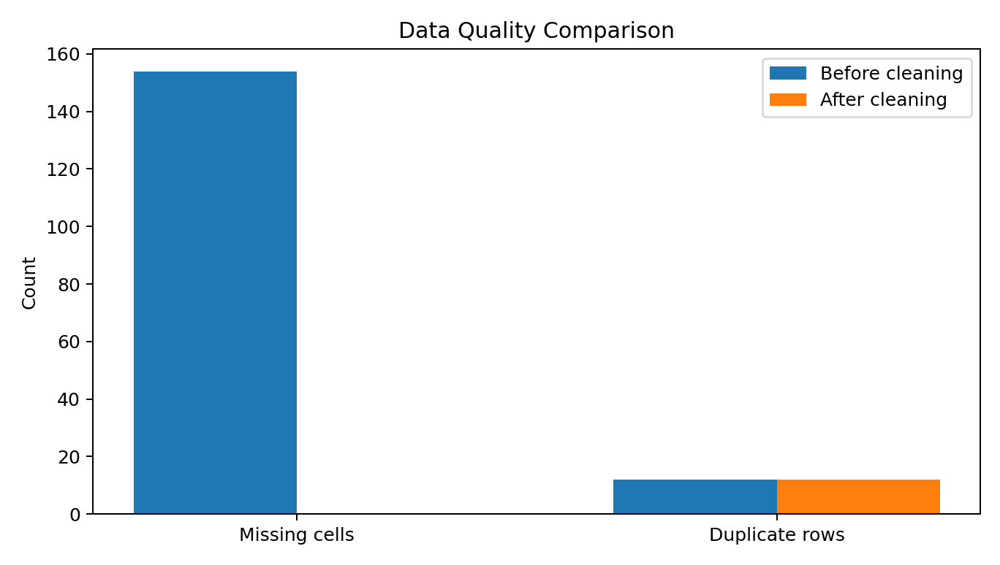 Data Quality Comparison
160
140
120
100
80
60
40
20
0
Count
Before cleaning
After cleaning
Missing cells
Duplicate rows